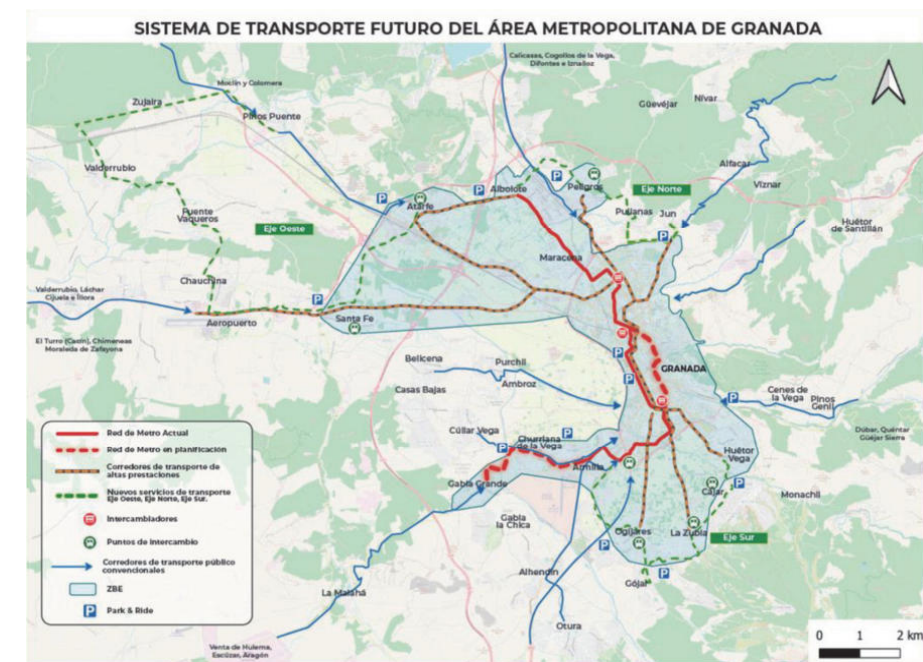 SISTEMA DE TRANSPORTE FUTURO DEL ÁREA METROPOLITANA DE GRANADA
Calicasas, Cogollos de la Vega,
Difontes e Iznalloz
Moclín y Colomera
Zujaira
Pinos Puente
Güevéjar
Nívar
Alfacar
Víznar
Valderrubio
Albolote
Peligros
Eje Norte
Atarfe
Pulianas
Jun
Puente
Vaqueros
Eje Oeste
Huétor
de Santillán
Maracena
Chauchina
Valderrubio, Láchar
Cijuela e Íllora
Aeropuerto
Santa Fe
El Turro (Cacín), Chimeneas
Moraleda de Zafayona
Belicena
Purchil
GRANADA
Casas Bajas
Ambroz
Cenes de
la Vega
Pinos
Genil
Dúdar, Quéntar
Güéjar Sierra
Cúllar Vega
Churriana
de la Vega
Armilla
Huétor
Vega
Gabia Grande
Cájar
Monachil
Gabia
la Chica
Ogíjares
La Zubia
Eje Sur
Alhendín
Gójar
La Malahá
Otura
Venta de Huelma,
Escúzar, Aragón
Red de Metro Actual
Red de Metro en planificación
Corredores de transporte de
altas prestaciones
Nuevos servicios de transporte
Eje Oeste, Eje Norte, Eje Sur.
Intercambiadores
Puntos de intercambio
Corredores de transporte público
convencionales
ZBE
P Park & Ride
0 1 2 km